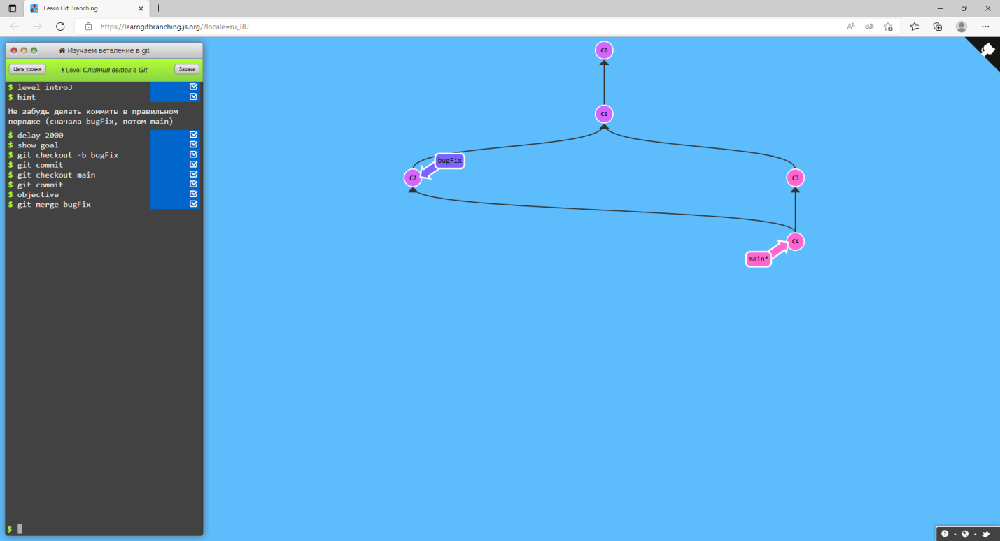 Learn Git Branching
https://learngitbranching.js.org/?locale=ru_RU
Изучаем ветвление в git
Цель уровня
Level Слияния веток в Git
Задача
$ level intro3
$ hint
Не забудь делать коммиты в правильном
порядке (сначала bugFix, потом main)
$ delay 2000
$ show goal
$ git checkout -b bugFix
$ git commit
$ git checkout main
$ git commit
$ objective
$ git merge bugFix
$
C0
C1
bugFix
C2
C3
C4
main*